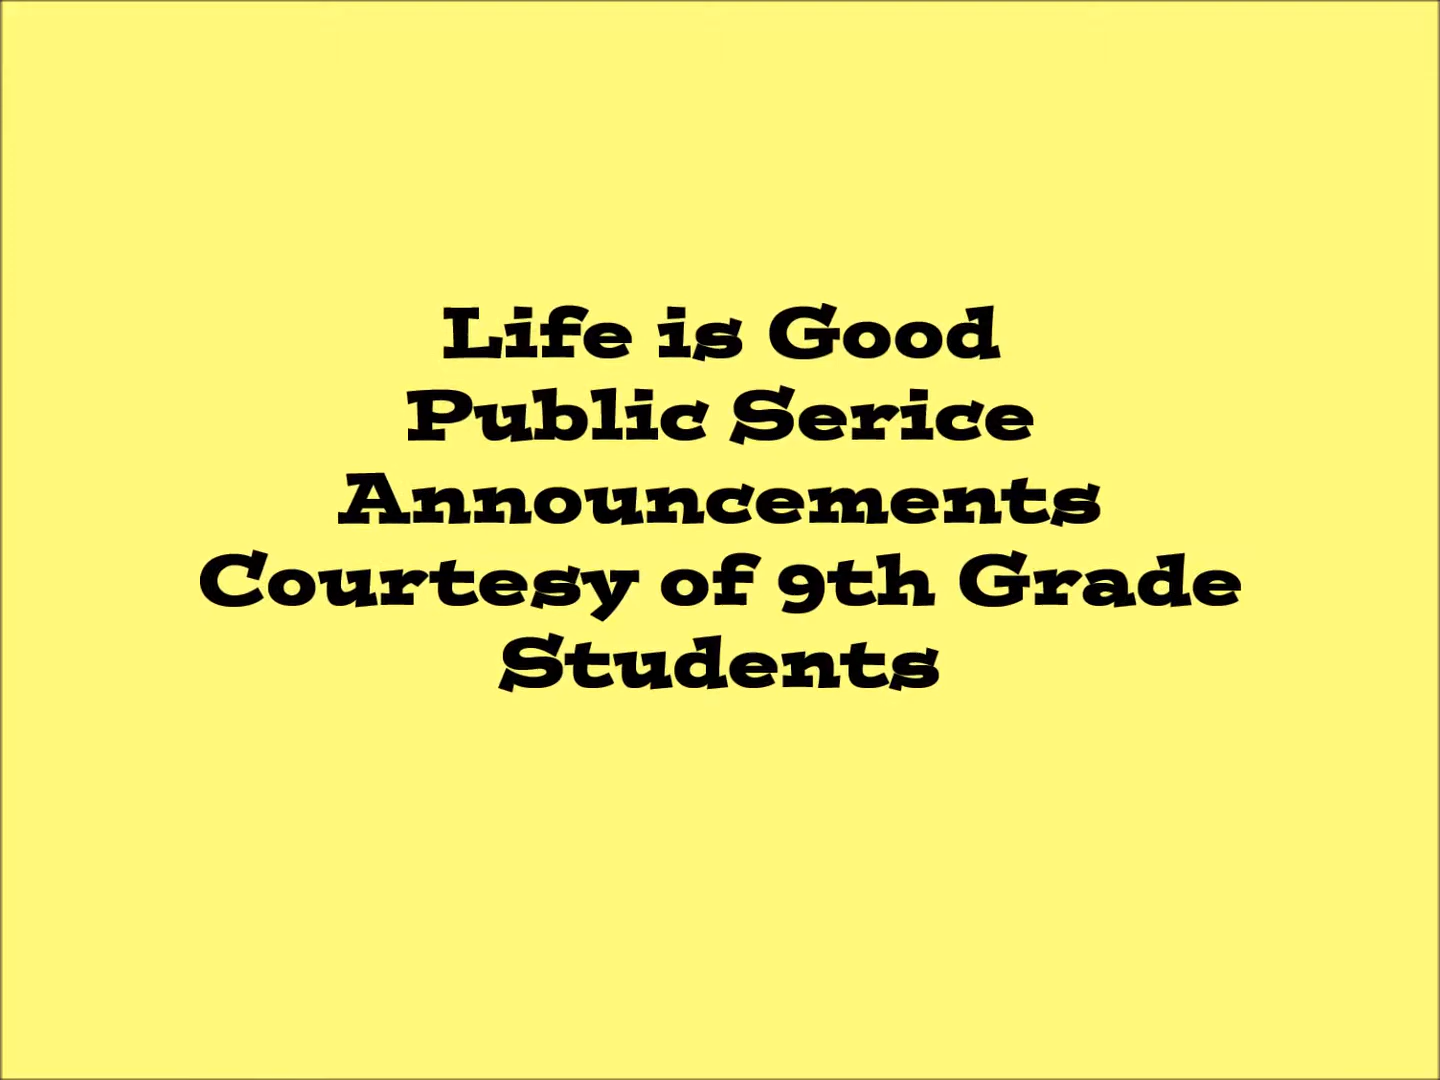 Life is Good
Public Serice
Announcements
Courtesy of 9th Grade
Students